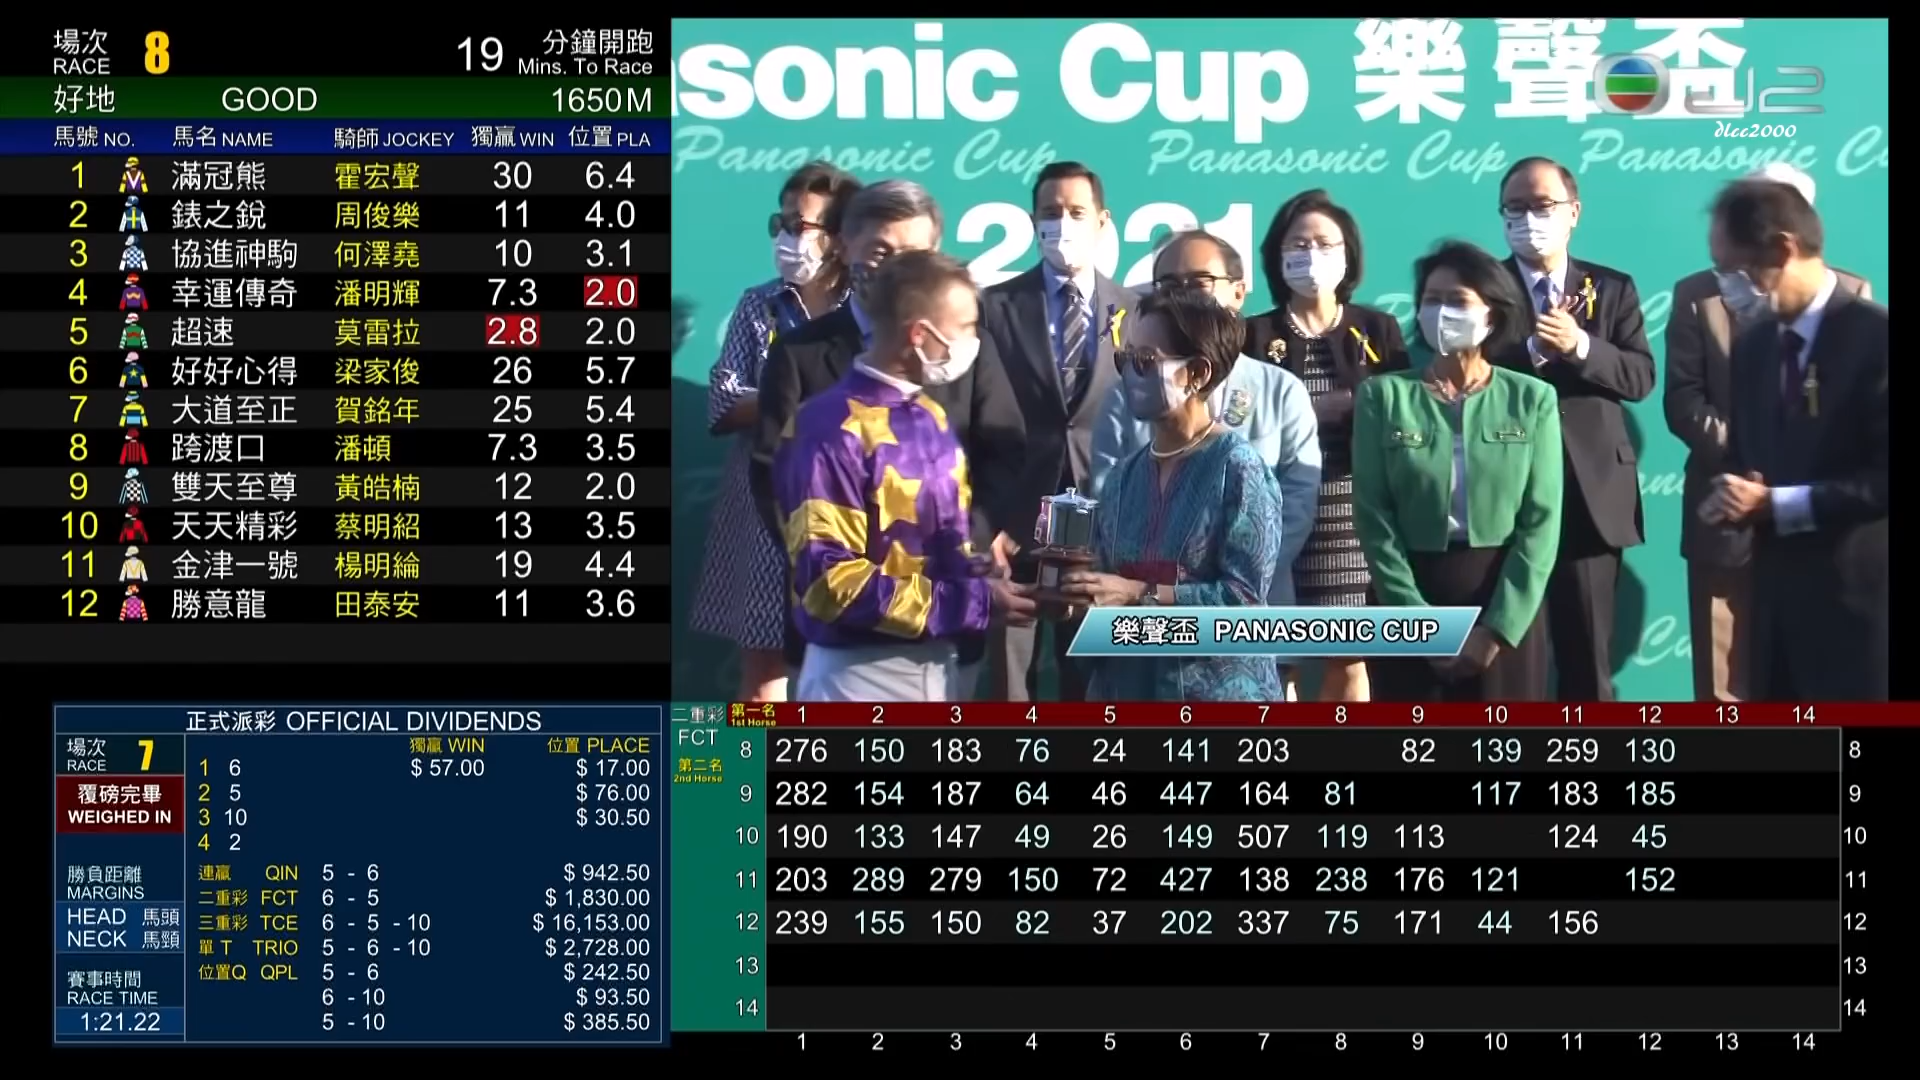 場次 RACE 8 19 分鐘開跑 Mins. To Race
好地 GOOD 1650M
馬號 NO. 馬名 NAME 騎師 JOCKEY 獨贏 WIN 位置 PLA
1 滿冠熊 霍宏聲 30 6.4
2 錶之銳 周俊樂 11 4.0
3 協進神駒 何澤堯 10 3.1
4 幸運傳奇 潘明輝 7.3 2.0
5 超速 莫雷拉 2.8 2.0
6 好好心得 梁家俊 26 5.7
7 大道至正 賀銘年 25 5.4
8 跨渡口 潘頓 7.3 3.5
9 雙天至尊 黃皓楠 12 2.0
10 天天精彩 蔡明紹 13 3.5
11 金津一號 楊明綸 19 4.4
12 勝意龍 田泰安 11 3.6
asonic Cup 樂聲盃
J2
dlcc2000
Panasonic Cup Panasonic Cup Panasonic C
2021
樂聲盃 PANASONIC CUP
正式派彩 OFFICIAL DIVIDENDS
場次 RACE 7
覆磅完畢
WEIGHED IN
勝負距離
MARGINS
HEAD 馬頭
NECK 馬頸
賽事時間
RACE TIME
1:21.22
獨贏 WIN 位置 PLACE
1 6 $ 57.00 $ 17.00
2 5 $ 76.00
3 10 $ 30.50
4 2
連贏 QIN 5 - 6 $ 942.50
二重彩 FCT 6 - 5 $ 1,830.00
三重彩 TCE 6 - 5 - 10 $ 16,153.00
單T TRIO 5 - 6 - 10 $ 2,728.00
位置Q QPL 5 - 6 $ 242.50
6 - 10 $ 93.50
5 - 10 $ 385.50
二重彩 FCT
第一名 1st Horse 1 2 3 4 5 6 7 8 9 10 11 12 13 14
第二名 2nd Horse
8 276 150 183 76 24 141 203 82 139 259 130 8
9 282 154 187 64 46 447 164 81 117 183 185 9
10 190 133 147 49 26 149 507 119 113 124 45 10
11 203 289 279 150 72 427 138 238 176 121 152 11
12 239 155 150 82 37 202 337 75 171 44 156 12
13 13
14 14
1 2 3 4 5 6 7 8 9 10 11 12 13 14